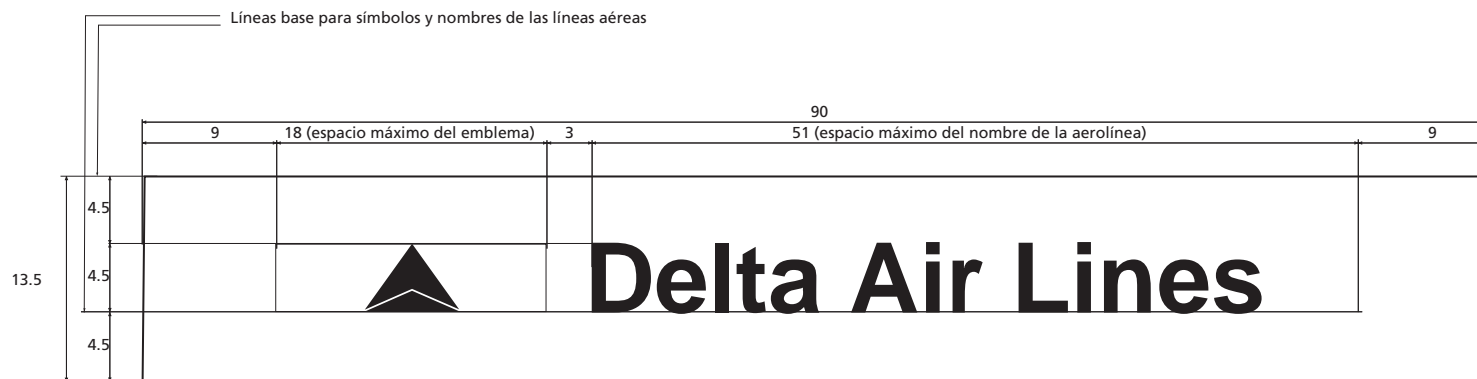 Líneas base para símbolos y nombres de las líneas aéreas
90
9 18 (espacio máximo del emblema) 3 51 (espacio máximo del nombre de la aerolínea) 9
4.5
13.5 4.5 Delta Air Lines
4.5